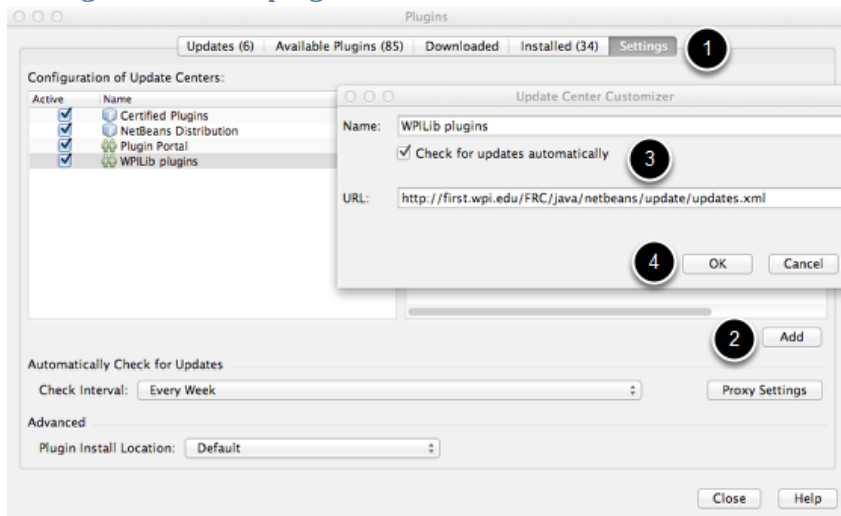 Plugins
Updates (6) Available Plugins (85) Downloaded Installed (34) Settings
1
Configuration of Update Centers:
Active Name
Certified Plugins
NetBeans Distribution
Plugin Portal
WPILib plugins
Update Center Customizer
Name: WPILib plugins
Check for updates automatically
3
URL: http://first.wpi.edu/FRC/java/netbeans/update/updates.xml
4
OK Cancel
2
Add
Automatically Check for Updates
Check Interval: Every Week
Proxy Settings
Advanced
Plugin Install Location: Default
Close Help